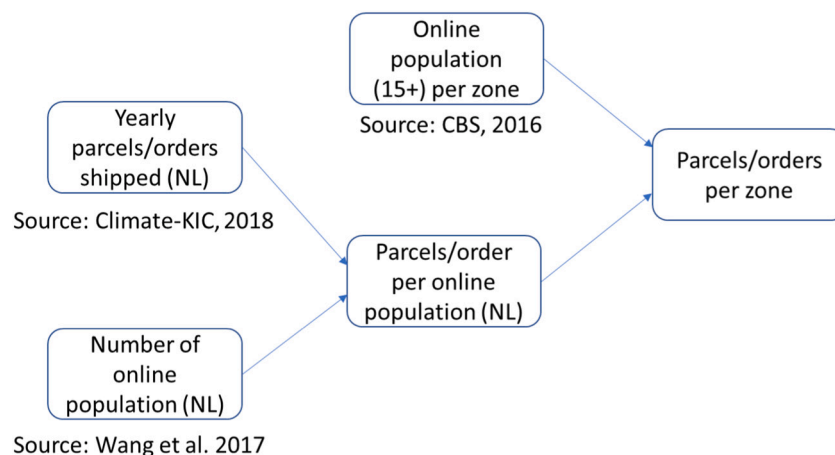 Online
population
(15+) per zone
Source: CBS, 2016
Yearly
parcels/orders
shipped (NL)
Source: Climate-KIC, 2018
Parcels/orders
per zone
Parcels/order
per online
population (NL)
Number of
online
population (NL)
Source: Wang et al. 2017